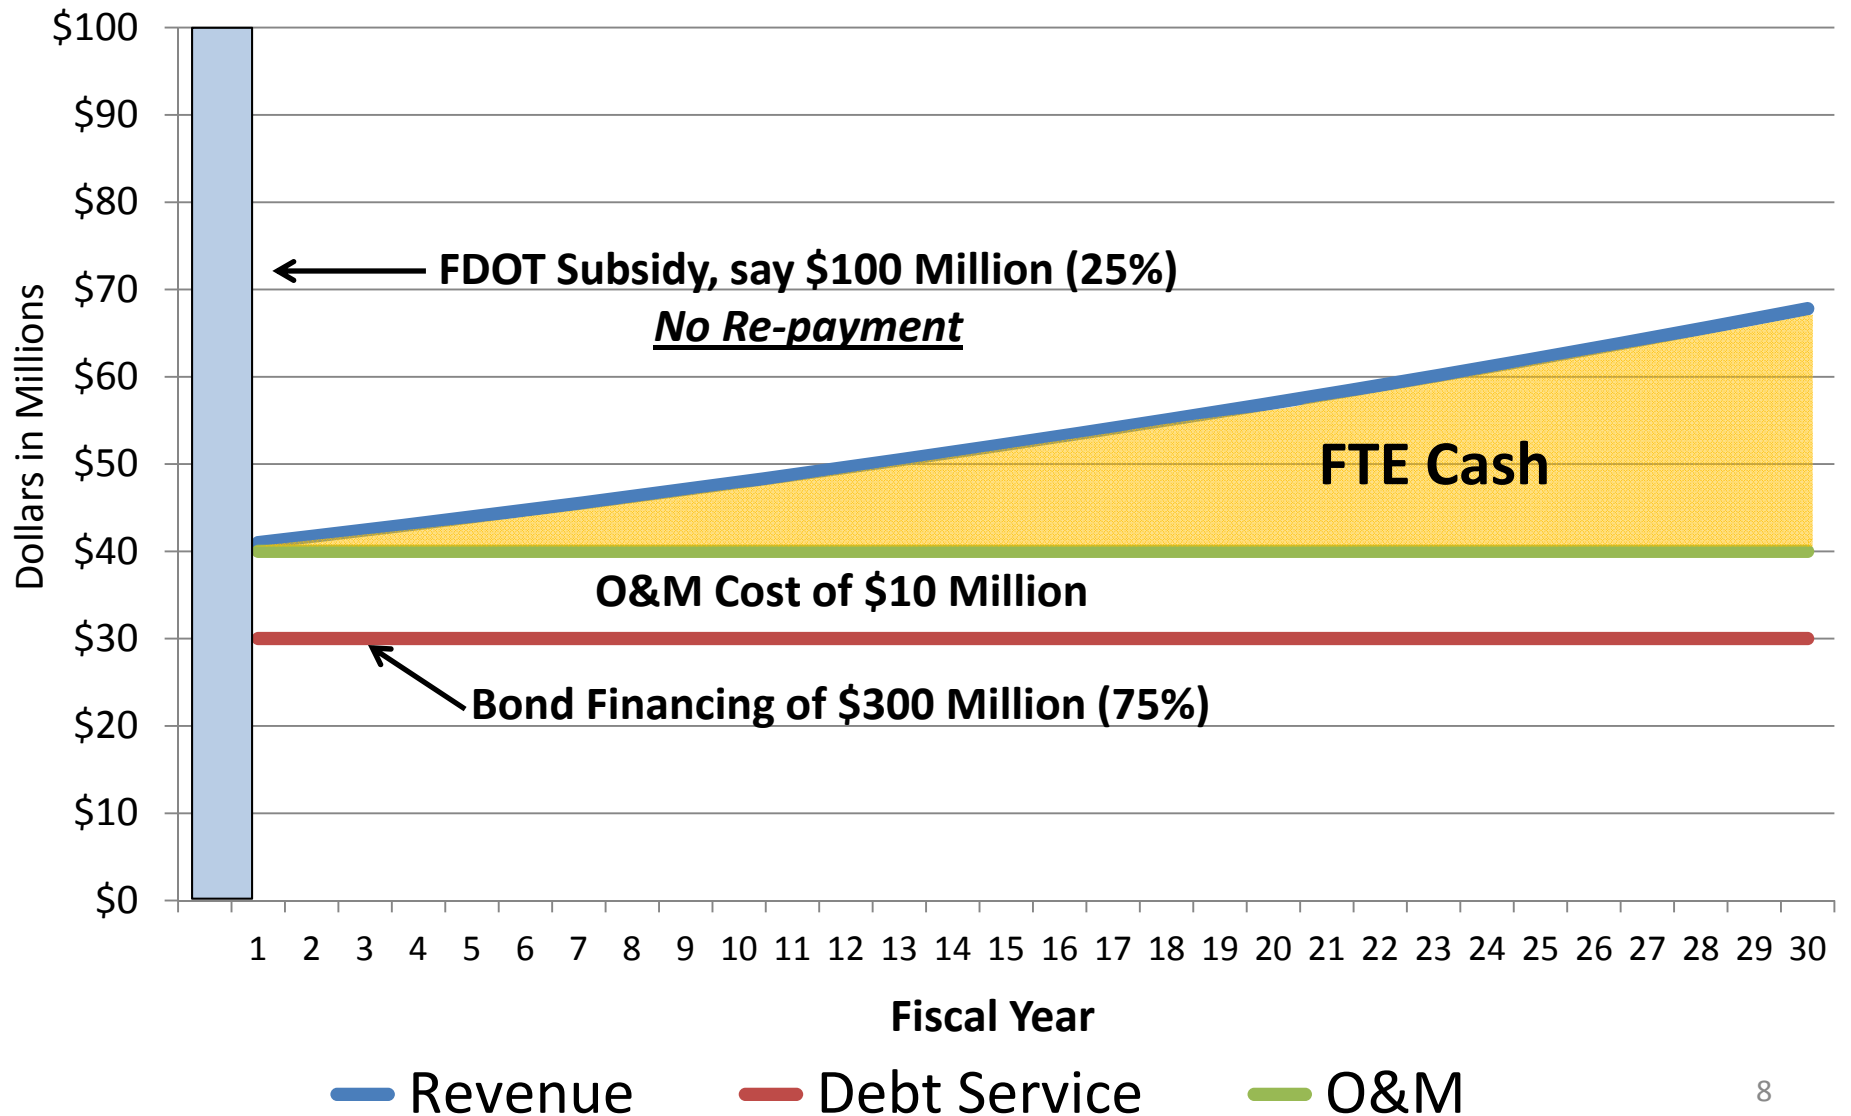 $100
$90
$80
$70
$60
$50
$40
$30
$20
$10
$0
Dollars in Millions
FDOT Subsidy, say $100 Million (25%)
No Re-payment
FTE Cash
O&M Cost of $10 Million
Bond Financing of $300 Million (75%)
1 2 3 4 5 6 7 8 9 10 11 12 13 14 15 16 17 18 19 20 21 22 23 24 25 26 27 28 29 30
Fiscal Year
Revenue Debt Service O&M
8